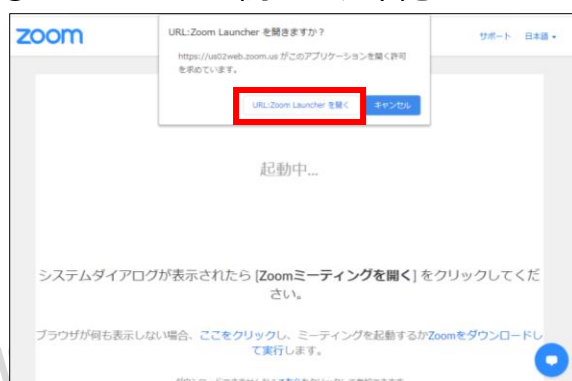 zoom
サポート 日本語
URL:Zoom Launcher を開きますか？
https://us02web.zoom.us がこのアプリケーションを開く許可
を求めています。
URL:Zoom Launcher を開く キャンセル
起動中...
システムダイアログが表示されたら [Zoomミーティングを開く] をクリックしてくだ
さい。
ブラウザが何も表示しない場合、ここをクリックし、ミーティングを起動するかZoomをダウンロードし
て実行します。